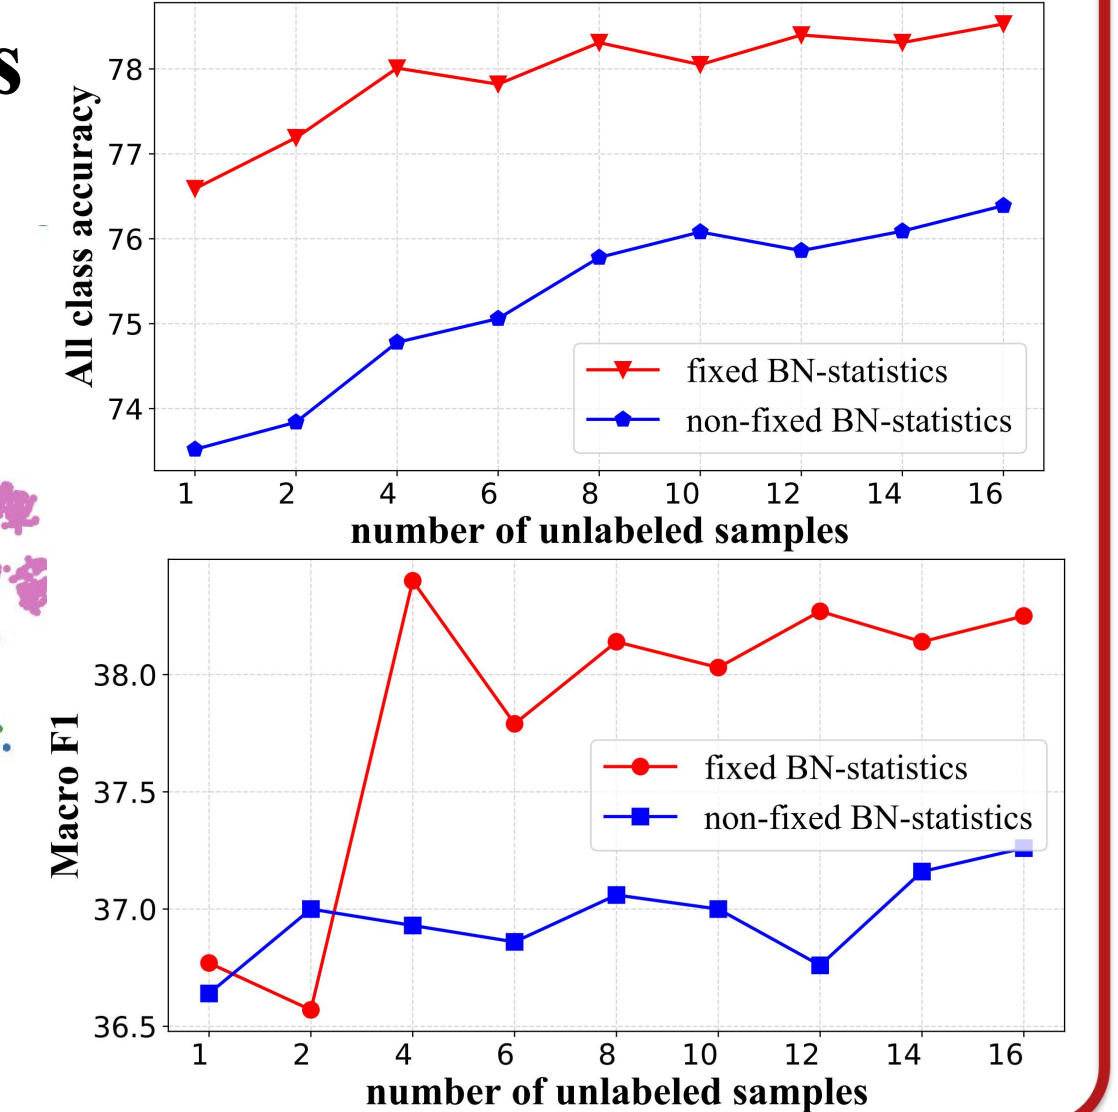 s
All class accuracy
78
77
76
75
74
fixed BN-statistics
non-fixed BN-statistics
1 2 4 6 8 10 12 14 16
number of unlabeled samples
Macro F1
38.0
37.5
37.0
36.5
fixed BN-statistics
non-fixed BN-statistics
1 2 4 6 8 10 12 14 16
number of unlabeled samples